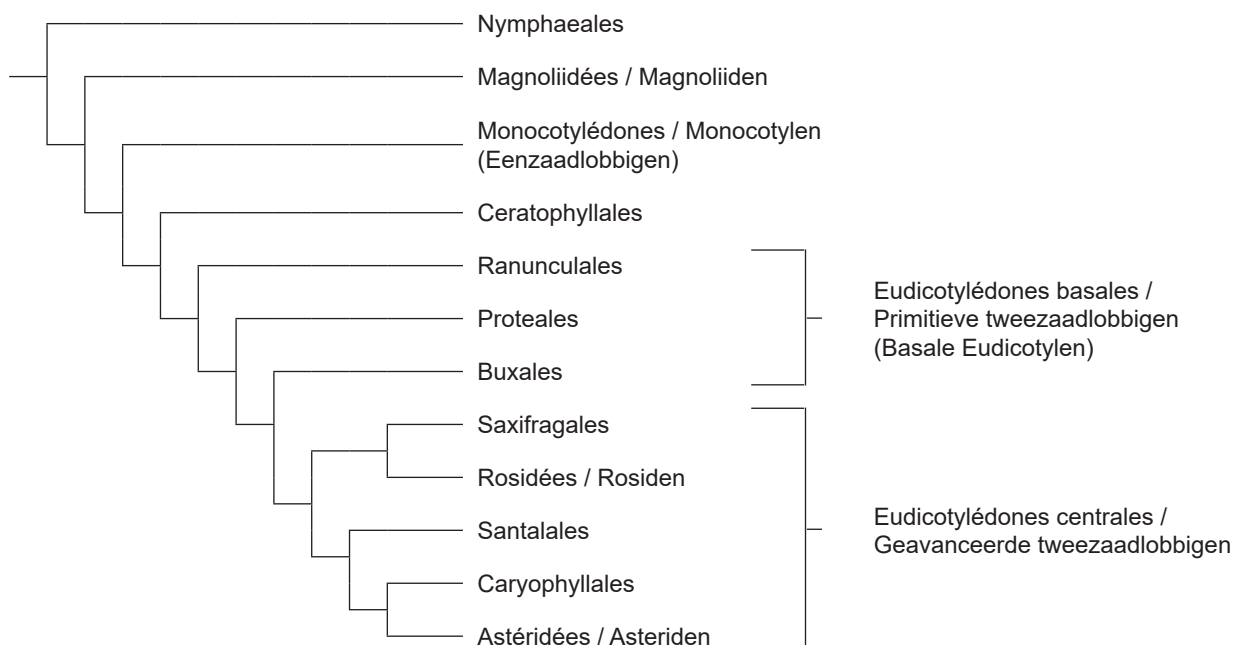 Nymphaeales
Magnoliidées / Magnoliiden
Monocotylédones / Monocotylen
(Eenzaadlobbigen)
Ceratophyllales
Ranunculales
Proteales
Buxales
Eudicotylédones basales /
Primitieve tweezaadlobbigen
(Basale Eudicotylen)
Saxifragales
Rosidées / Rosiden
Santalales
Caryophyllales
Astéridées / Asteriden
Eudicotylédones centrales /
Geavanceerde tweezaadlobbigen